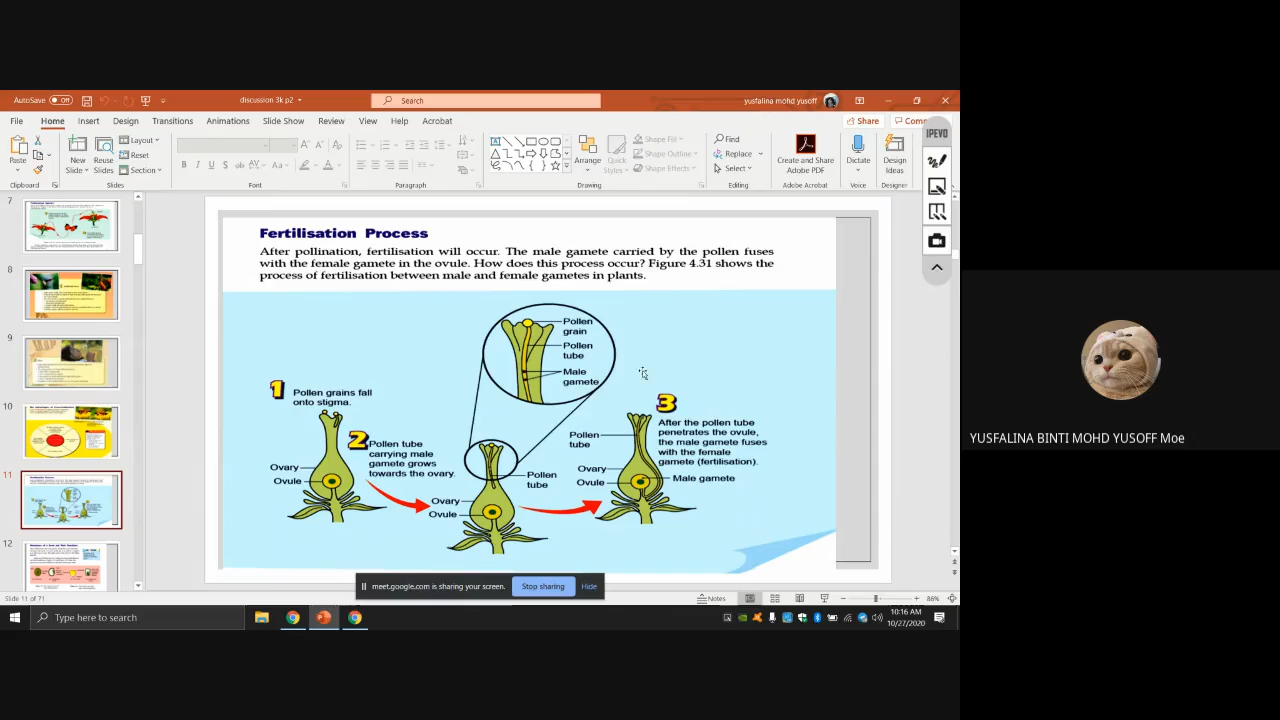 AutoSave Off
discussion 3k p2
Search
yusfalina mohd yusoff
File Home Insert Design Transitions Animations Slide Show Review View Help Acrobat
Share Comm
IPEVO
Paste
New Slide
Reuse Slides
Layout
Reset
Section
Arrange
Quick Styles
Shape Fill
Shape Outline
Shape Effects
Find
Replace
Select
Create and Share Adobe PDF
Dictate
Design Ideas
Clipboard Slides Font Paragraph Drawing Editing Adobe Acrobat Voice Designer
7
8
9
10
11
12
Fertilisation Process
After pollination, fertilisation will occur. The male gamete carried by the pollen fuses
with the female gamete in the ovule. How does this process occur? Figure 4.31 shows the
process of fertilisation between male and female gametes in plants.
Pollen
grain
Pollen
tube
Male
gamete
1 Pollen grains fall
onto stigma.
Ovary
Ovule
2 Pollen tube
carrying male
gamete grows
towards the ovary.
Pollen
tube
Ovary
Ovule
3
After the pollen tube
penetrates the ovule,
the male gamete fuses
with the female
gamete (fertilisation).
Pollen
tube
Ovary
Ovule
Male gamete
meet.google.com is sharing your screen. Stop sharing Hide
Slide 11 of 71
Notes
86%
Type here to search
10:16 AM
10/27/2020
YUSFALINA BINTI MOHD YUSOFF Moe